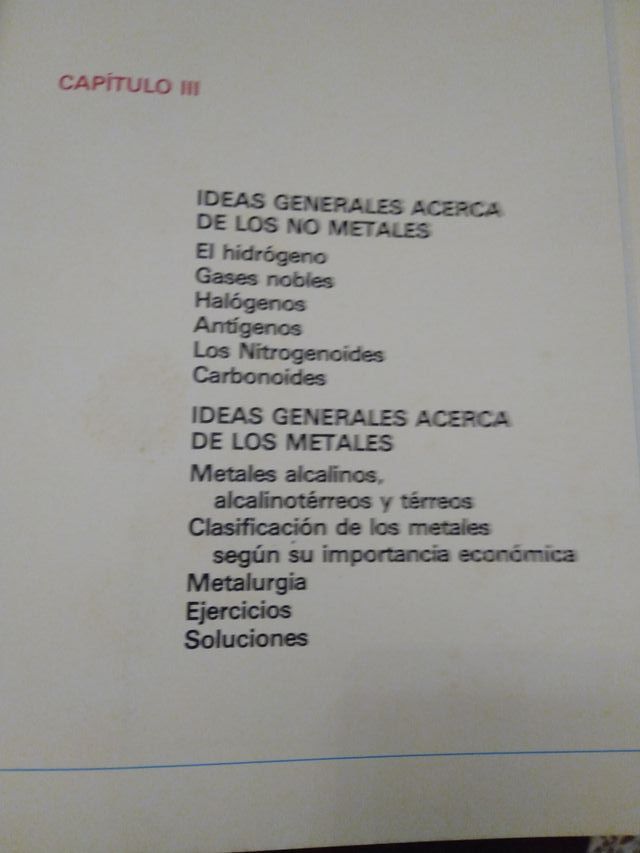 CAPÍTULO III
IDEAS GENERALES ACERCA
DE LOS NO METALES
El hidrógeno
Gases nobles
Halógenos
Antígenos
Los Nitrogenoides
Carbonoides
IDEAS GENERALES ACERCA
DE LOS METALES
Metales alcalinos,
alcalinotérreos y térreos
Clasificación de los metales
según su importancia económica
Metalurgia
Ejercicios
Soluciones